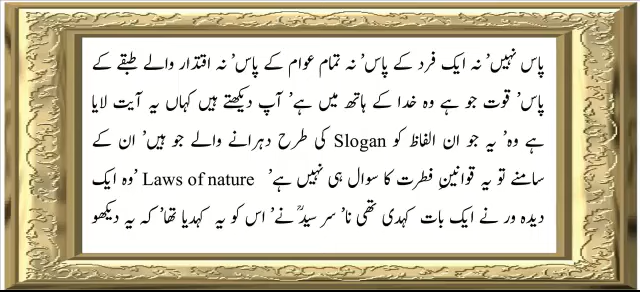 پاس نہیں’ نہ ایک فرد کے پاس’ نہ تمام عوام کے پاس’ نہ اقتدار والے طبقے کے
پاس’ قوت جو ہے وہ خدا کے ہاتھ میں ہے’ آپ دیکھتے ہیں کہاں یہ آیت لایا
ہے وہ’ یہ جو ان الفاظ کو Slogan کی طرح دہرانے والے جو ہیں’ ان کے
سامنے تو یہ قوانینِ فطرت کا سوال ہی نہیں ہے’ Laws of nature ’وہ ایک
دیدہ ور نے ایک بات کہدی تھی نا’ سر سیدؒ نے’ اس کو یہ کہدیا تھا’ کہ یہ دیکھو